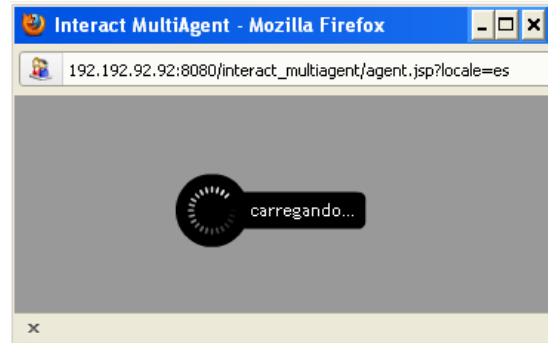 Interact MultiAgent - Mozilla Firefox
192.192.92.92:8080/interact_multiagent/agent.jsp?locale=es
carregando...